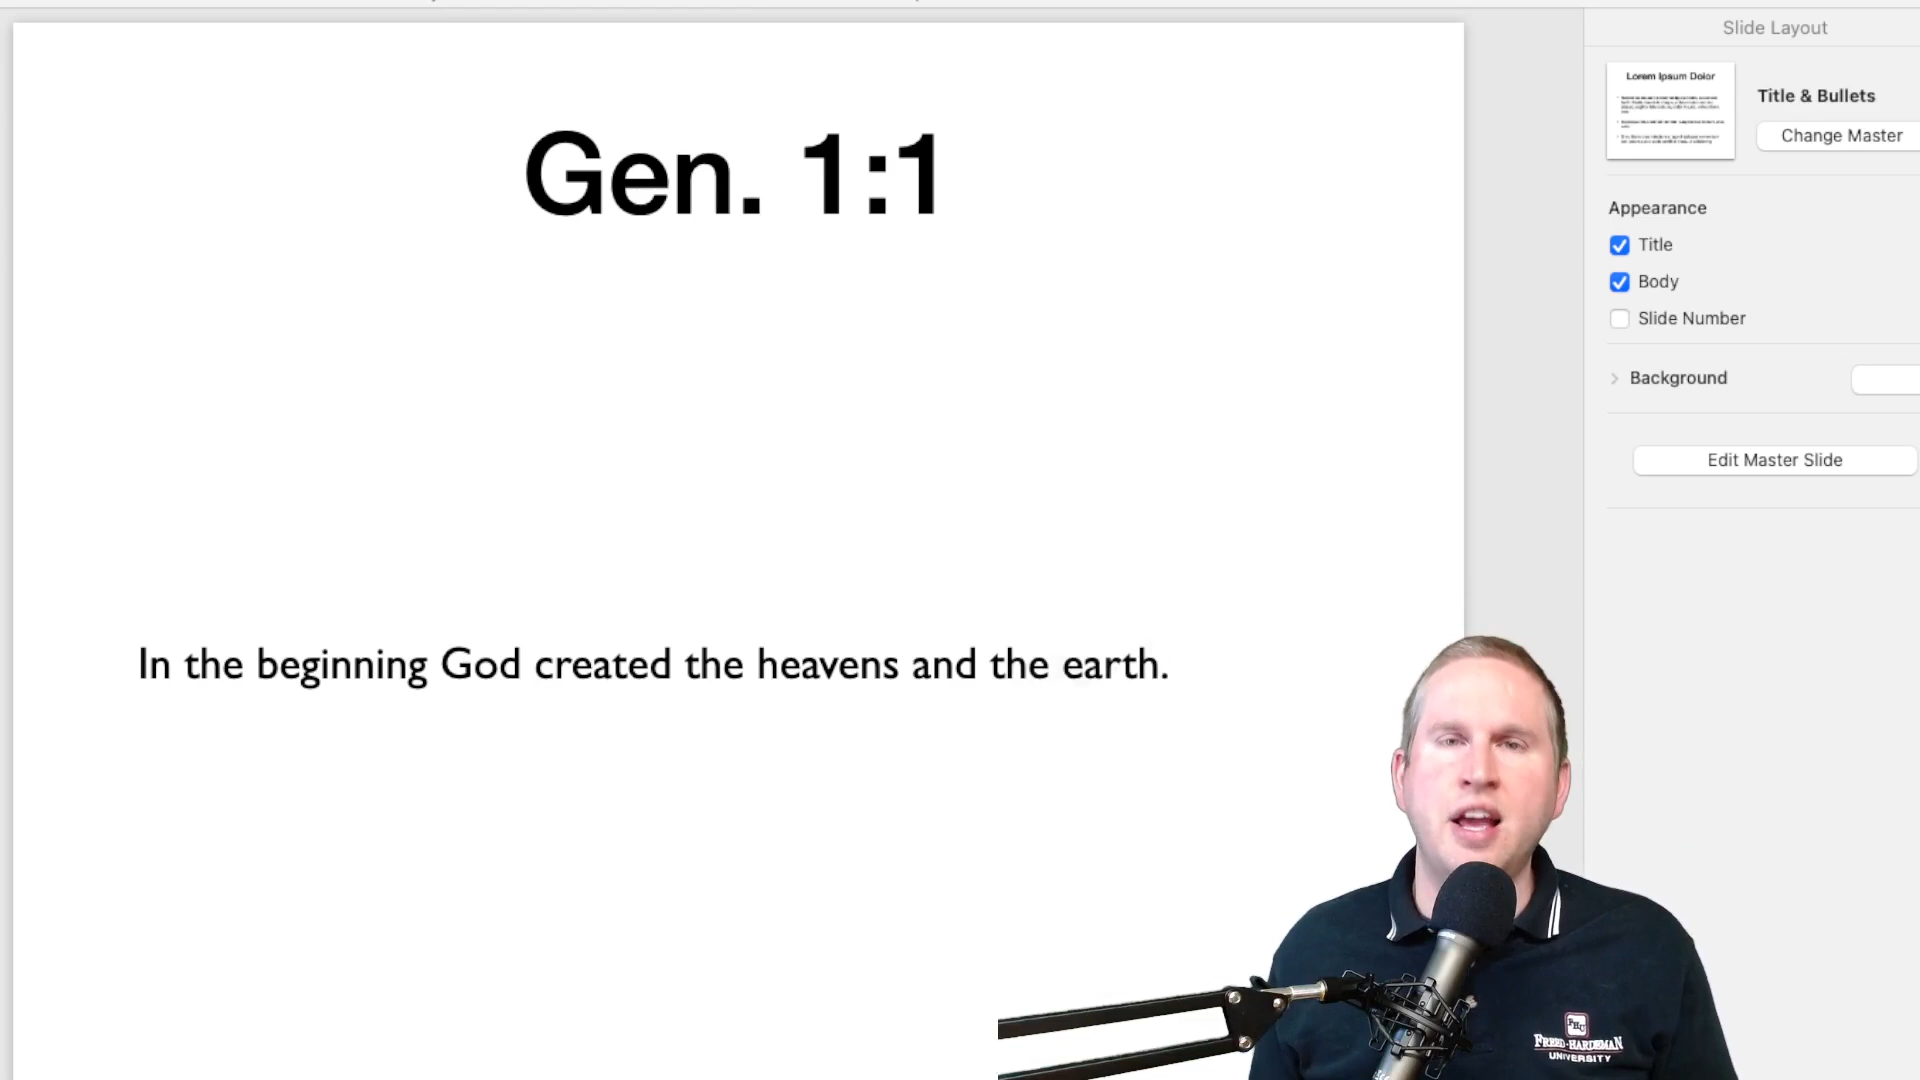 Slide Layout
Lorem Ipsum Dolor
Title & Bullets
Change Master
Gen. 1:1
Appearance
Title
Body
Slide Number
Background
Edit Master Slide
In the beginning God created the heavens and the earth.
FHU
FREED-HARDEMAN
UNIVERSITY